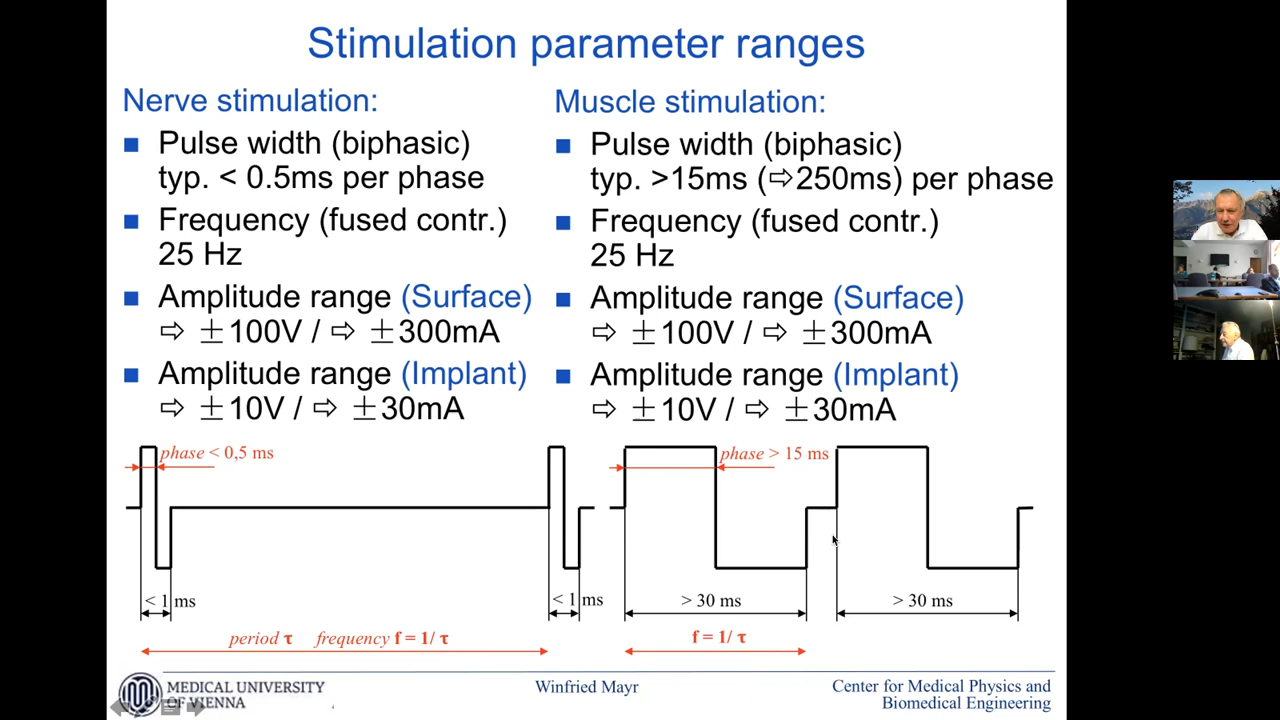 Stimulation parameter ranges
Nerve stimulation:
■ Pulse width (biphasic)
typ. < 0.5ms per phase
■ Frequency (fused contr.)
25 Hz
■ Amplitude range (Surface)
⇨ ±100V / ⇨ ±300mA
■ Amplitude range (Implant)
⇨ ±10V / ⇨ ±30mA
Muscle stimulation:
■ Pulse width (biphasic)
typ. >15ms (⇨250ms) per phase
■ Frequency (fused contr.)
25 Hz
■ Amplitude range (Surface)
⇨ ±100V / ⇨ ±300mA
■ Amplitude range (Implant)
⇨ ±10V / ⇨ ±30mA
phase < 0,5 ms
phase > 15 ms
< 1 ms
< 1 ms
> 30 ms
> 30 ms
period τ frequency f = 1/ τ
f = 1/ τ
MEDICAL UNIVERSITY
OF VIENNA
Winfried Mayr
Center for Medical Physics and
Biomedical Engineering